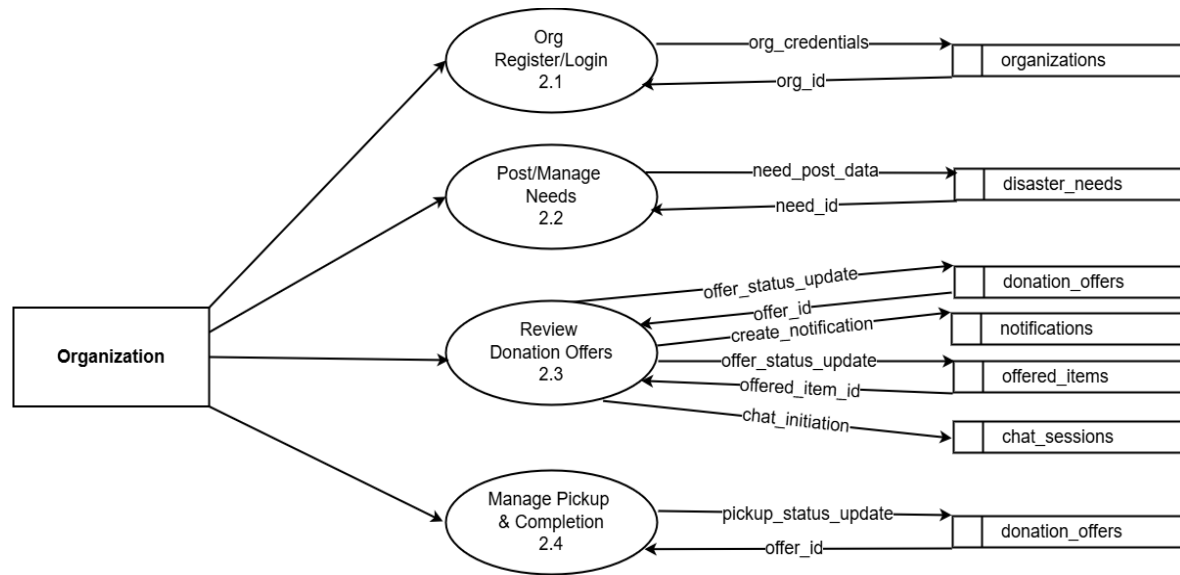 Org
Register/Login
2.1
org_credentials
org_id
organizations
Post/Manage
Needs
2.2
need_post_data
need_id
disaster_needs
Organization
Review
Donation Offers
2.3
offer_status_update
offer_id
donation_offers
create_notification
notifications
offer_status_update
offered_item_id
offered_items
chat_initiation
chat_sessions
Manage Pickup
& Completion
2.4
pickup_status_update
offer_id
donation_offers